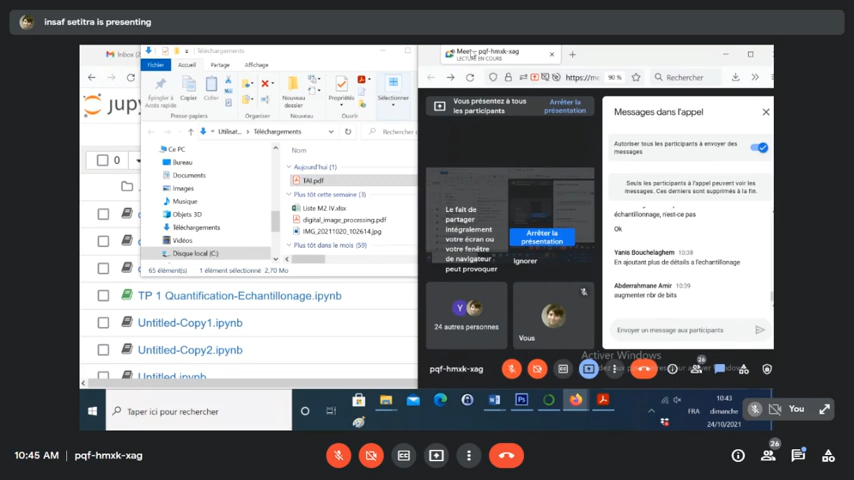 insaf setitra is presenting
Inbox (
Téléchargements
Fichier Accueil Partage Affichage
Épingler à Accès rapide
Copier
Coller
Nouveau dossier
Propriétés
Sélectionner
Presse-papiers
Organiser
Nouveau
Ouvrir
Utilisat... Téléchargements
Rechercher
Ce PC
Bureau
Documents
Images
Musique
Objets 3D
Téléchargements
Vidéos
Disque local (C:)
Nom
Aujourd'hui (1)
TAI.pdf
Plus tôt cette semaine (3)
Liste M2 IV.xlsx
digital_image_processing.pdf
IMG_20211020_102614.jpg
Plus tôt dans le mois (59)
65 élément(s) 1 élément sélectionné 2,70 Mo
0
TP 1 Quantification-Echantillonage.ipynb
Untitled-Copy1.ipynb
Untitled-Copy2.ipynb
Untitled.ipynb
Meet – pqf-hmxk-xag
LECTURE EN COURS
https://me
90 %
Rechercher
Vous présentez à tous les participants
Arrêter la présentation
Le fait de
partager
intégralement
votre écran ou
votre fenêtre
de navigateur
peut provoquer
Arrêter la
présentation
Ignorer
Y
24 autres personnes
Vous
Messages dans l'appel
Autoriser tous les participants à envoyer des
messages
Seuls les participants à l'appel peuvent voir les
messages. Ces derniers sont supprimés à la fin.
échantillonnage, n'est-ce pas
Ok
Yanis Bouchelaghem 10:38
En ajoutant plus de détails a l'echantillonage
Abderrahmane Amir 10:39
augmenter nbr de bits
Envoyer un message aux participants
Activer Windows
pqf-hmxk-xag
26
Taper ici pour rechercher
FRA
10:43
dimanche
24/10/2021
You
10:45 AM | pqf-hmxk-xag
26